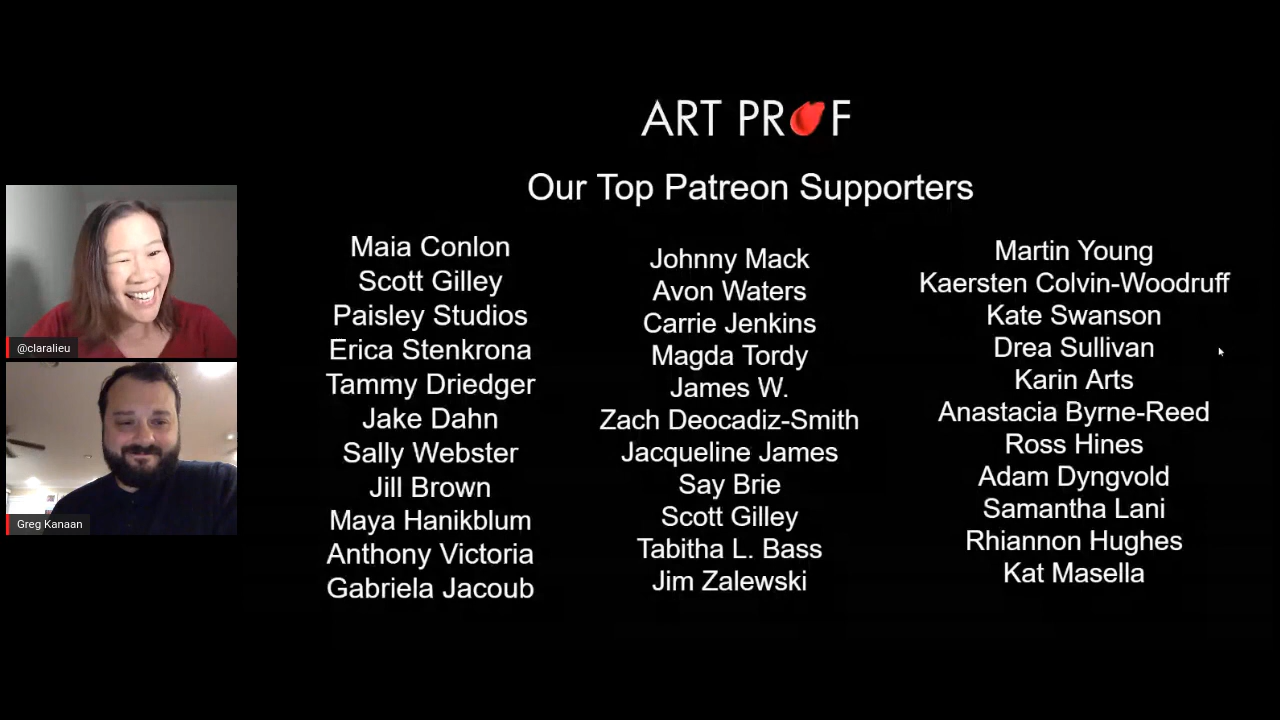 ART PROF
Our Top Patreon Supporters
Maia Conlon
Scott Gilley
Paisley Studios
Erica Stenkrona
Tammy Driedger
Jake Dahn
Sally Webster
Jill Brown
Maya Hanikblum
Anthony Victoria
Gabriela Jacoub
Johnny Mack
Avon Waters
Carrie Jenkins
Magda Tordy
James W.
Zach Deocadiz-Smith
Jacqueline James
Say Brie
Scott Gilley
Tabitha L. Bass
Jim Zalewski
Martin Young
Kaersten Colvin-Woodruff
Kate Swanson
Drea Sullivan
Karin Arts
Anastacia Byrne-Reed
Ross Hines
Adam Dyngvold
Samantha Lani
Rhiannon Hughes
Kat Masella
@claralieu
Greg Kanaan